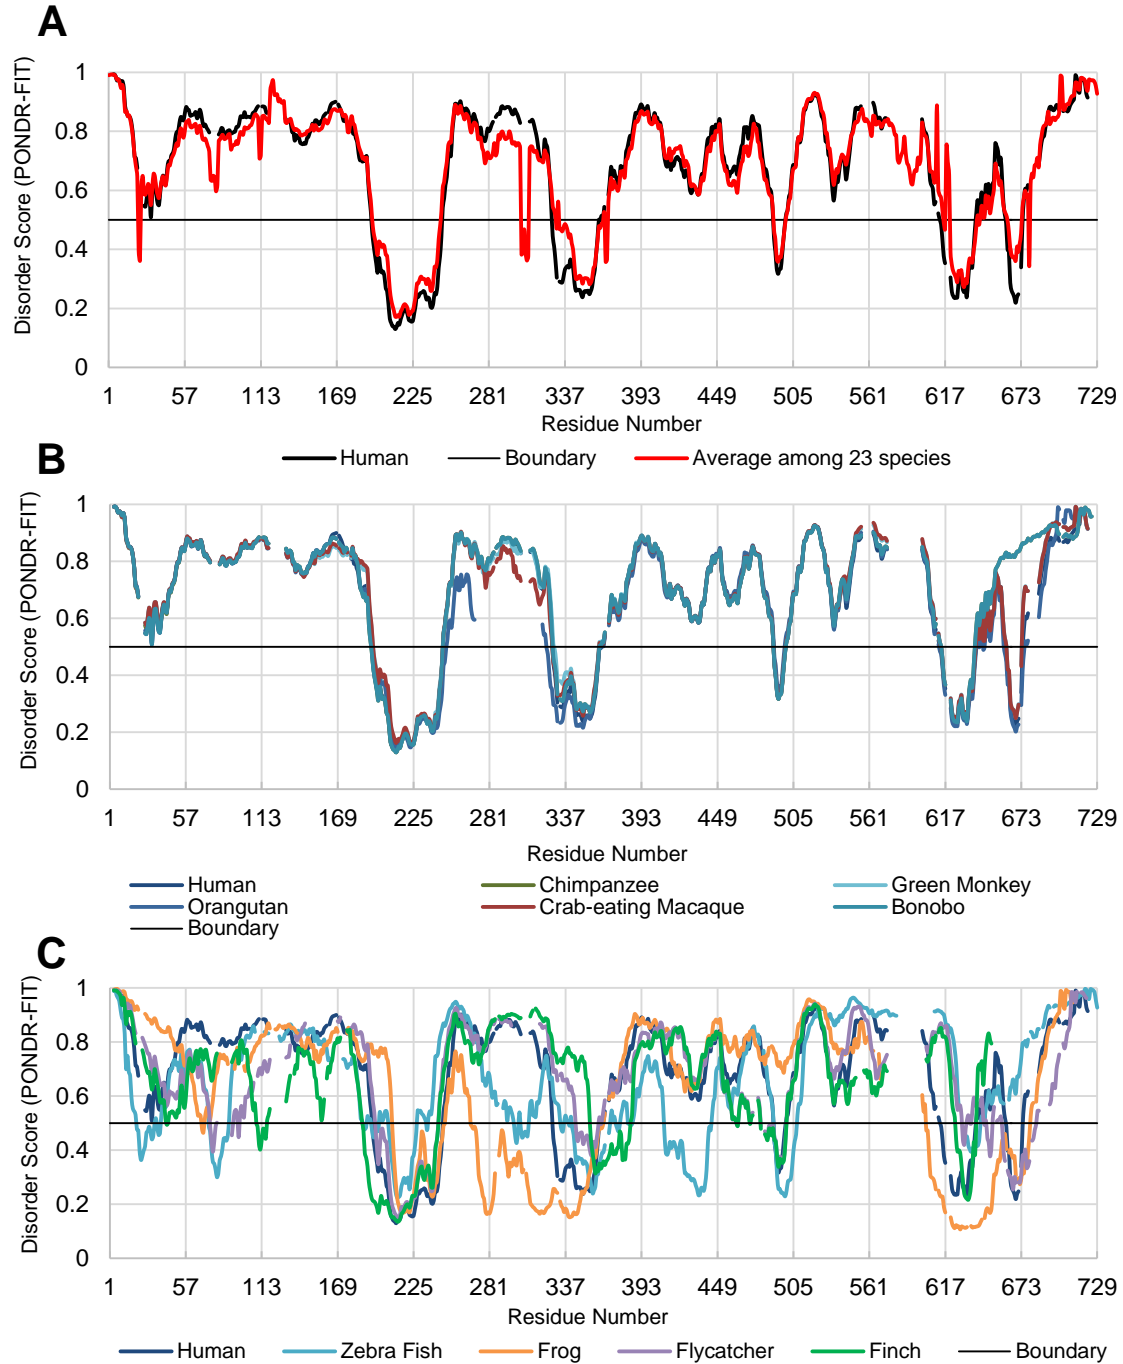 A
Disorder Score (PONDR-FIT)
1
0.8
0.6
0.4
0.2
0
1 57 113 169 225 281 337 393 449 505 561 617 673 729
Residue Number
Human Boundary Average among 23 species
B
Disorder Score (PONDR-FIT)
1
0.8
0.6
0.4
0.2
0
1 57 113 169 225 281 337 393 449 505 561 617 673 729
Residue Number
Human Chimpanzee Green Monkey
Orangutan Crab-eating Macaque Bonobo
Boundary
C
Disorder Score (PONDR-FIT)
1
0.8
0.6
0.4
0.2
0
1 57 113 169 225 281 337 393 449 505 561 617 673 729
Residue Number
Human Zebra Fish Frog Flycatcher Finch Boundary